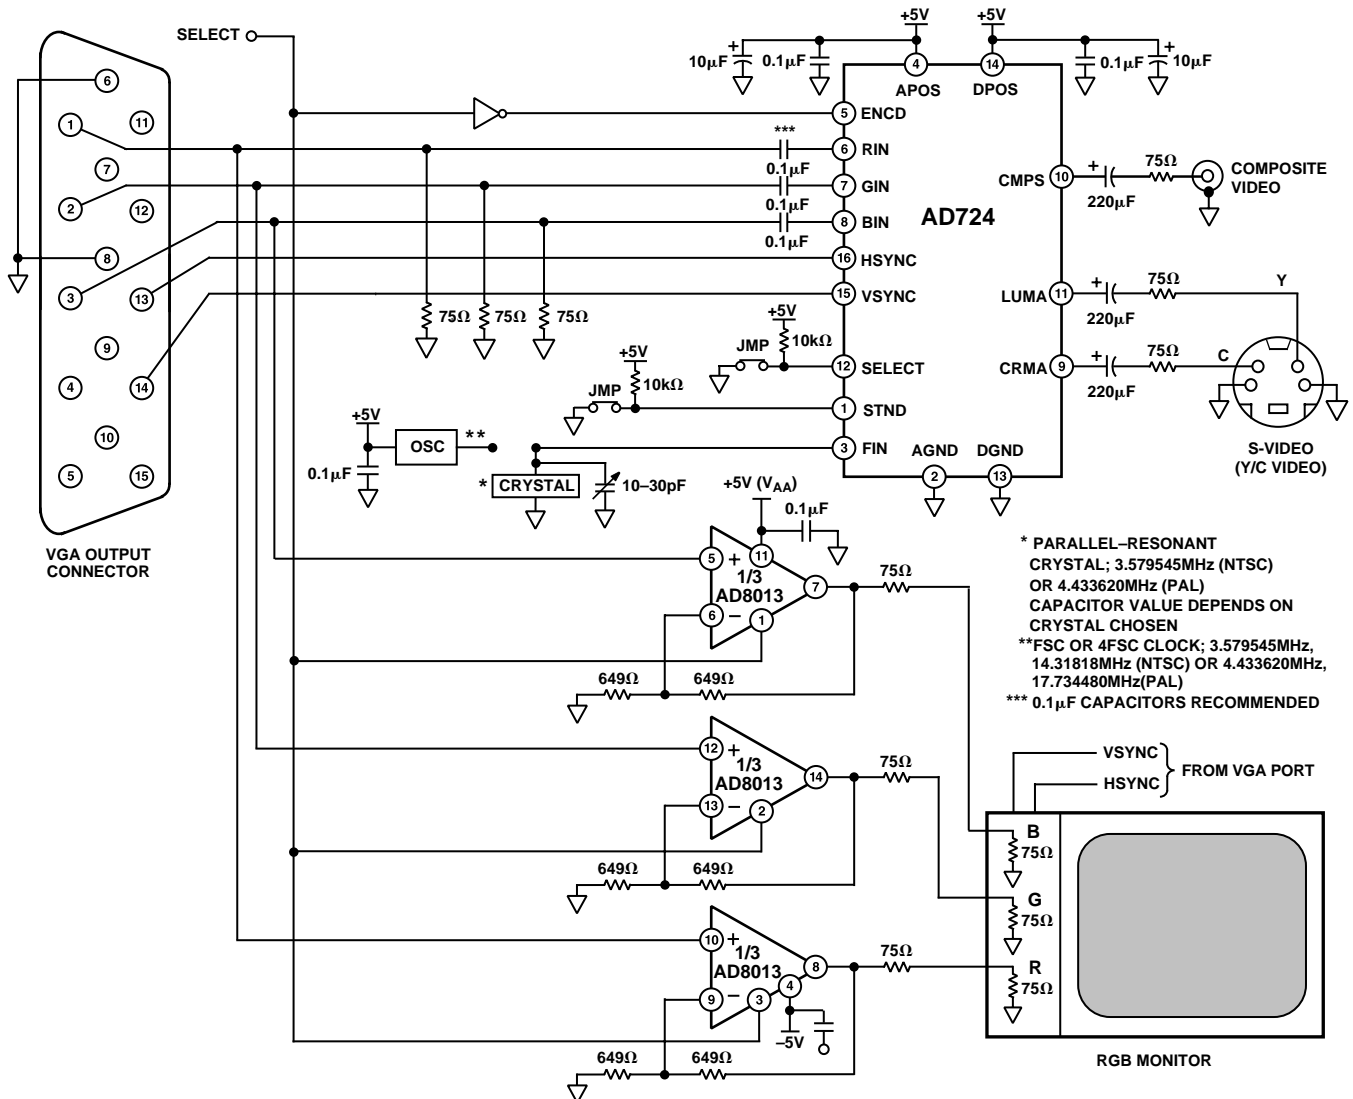 SELECT
+5V
+5V
10µF
+
0.1µF
0.1µF
+
10µF
4
14
APOS
DPOS
6
1
11
7
2
12
8
3
13
9
4
14
10
5
15
VGA OUTPUT
CONNECTOR
5
ENCD
***
6
RIN
0.1µF
7
GIN
0.1µF
8
BIN
0.1µF
16
HSYNC
15
VSYNC
AD724
CMPS
10
+
220µF
75Ω
COMPOSITE
VIDEO
LUMA
11
+
220µF
75Ω
Y
CRMA
9
+
220µF
75Ω
C
S-VIDEO
(Y/C VIDEO)
75Ω
75Ω
75Ω
+5V
10kΩ
JMP
12
SELECT
+5V
10kΩ
JMP
1
STND
3
FIN
AGND
DGND
2
13
+5V
OSC
**
0.1µF
*
CRYSTAL
10–30pF
+5V (VAA)
0.1µF
5
+
11
1/3
AD8013
7
6
–
1
75Ω
649Ω
649Ω
* PARALLEL–RESONANT
CRYSTAL; 3.579545MHz (NTSC)
OR 4.433620MHz (PAL)
CAPACITOR VALUE DEPENDS ON
CRYSTAL CHOSEN
**FSC OR 4FSC CLOCK; 3.579545MHz,
14.31818MHz (NTSC) OR 4.433620MHz,
17.734480MHz(PAL)
*** 0.1µF CAPACITORS RECOMMENDED
12
+
1/3
AD8013
14
13
–
2
75Ω
649Ω
649Ω
VSYNC
HSYNC
FROM VGA PORT
B
75Ω
G
75Ω
R
75Ω
RGB MONITOR
10
+
1/3
AD8013
8
9
–
3
4
75Ω
–5V
649Ω
649Ω